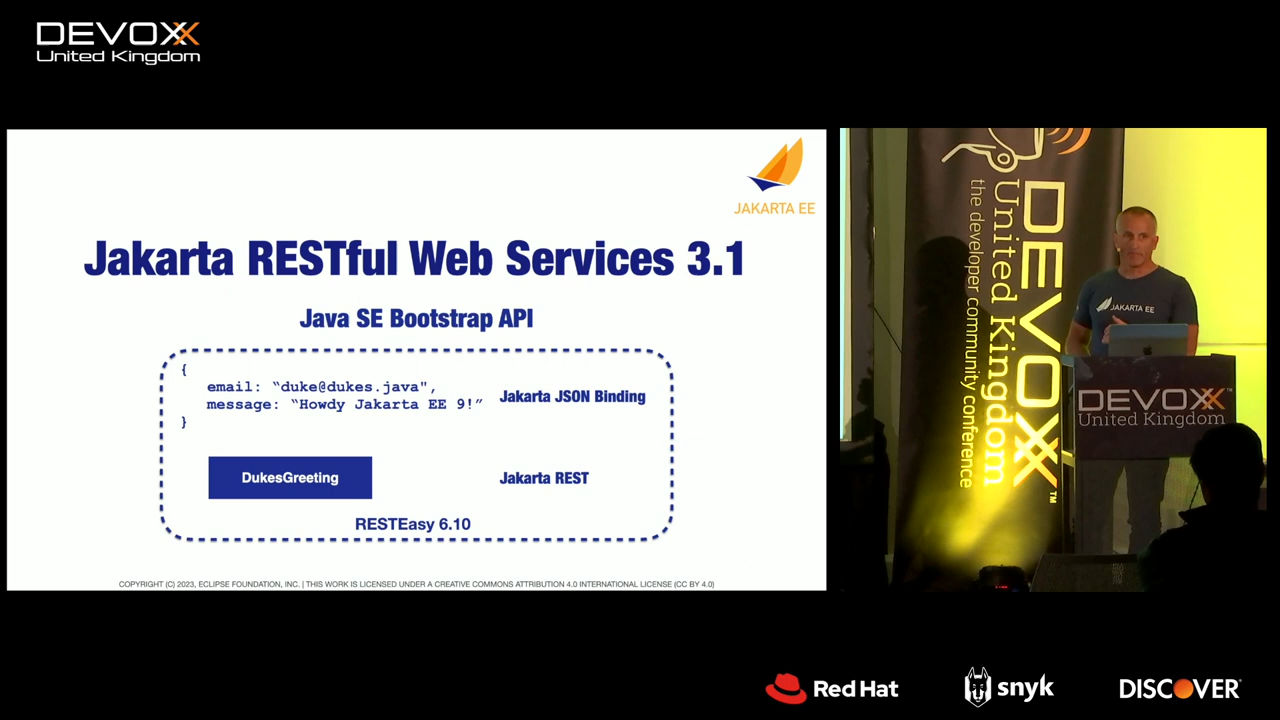 DEVOXX
United Kingdom
JAKARTA EE
Jakarta RESTful Web Services 3.1
Java SE Bootstrap API
{
email: “duke@dukes.java",
message: “Howdy Jakarta EE 9!”
}
Jakarta JSON Binding
DukesGreeting
Jakarta REST
RESTEasy 6.10
COPYRIGHT (C) 2023, ECLIPSE FOUNDATION, INC. | THIS WORK IS LICENSED UNDER A CREATIVE COMMONS ATTRIBUTION 4.0 INTERNATIONAL LICENSE (CC BY 4.0)
DEVOXX™
United Kingdom
the developer community conference
JAKARTA EE
DEVOXX™
United Kingdom
Red Hat
snyk
DISCOVER